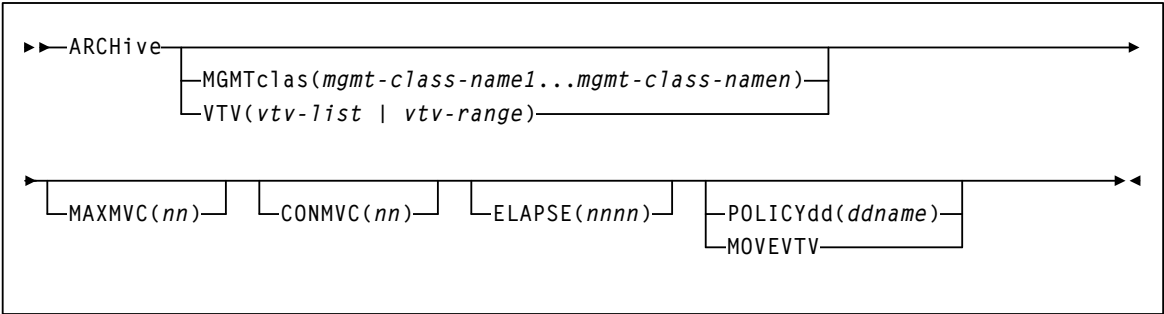 ARCHive
MGMTclas(mgmt-class-name1...mgmt-class-namen)
VTV(vtv-list | vtv-range)
MAXMVC(nn) CONMVC(nn) ELAPSE(nnnn) POLICYdd(ddname)
MOVEVTV